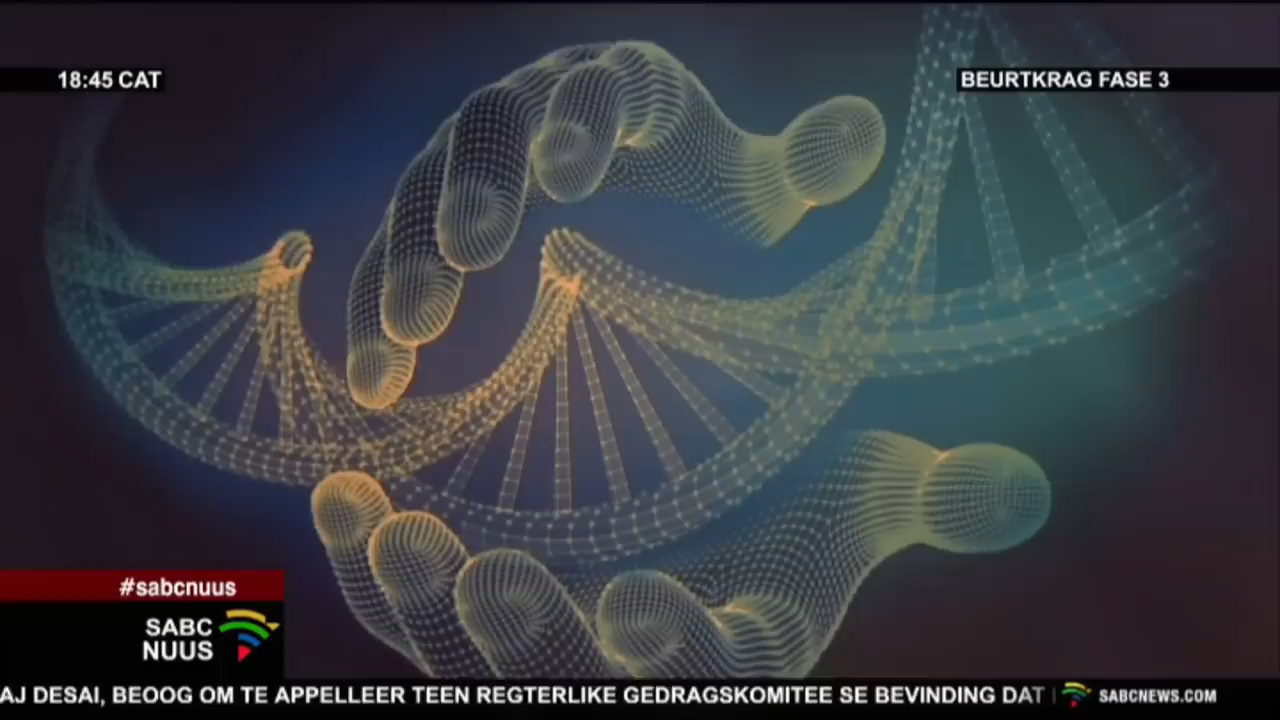 18:45 CAT
BEURTKRAG FASE 3
#sabcnuus
SABC
NUUS
AJ DESAI, BEOOG OM TE APPELLEER TEEN REGTERLIKE GEDRAGSKOMITEE SE BEVINDING DAT
SABCNEWS.COM